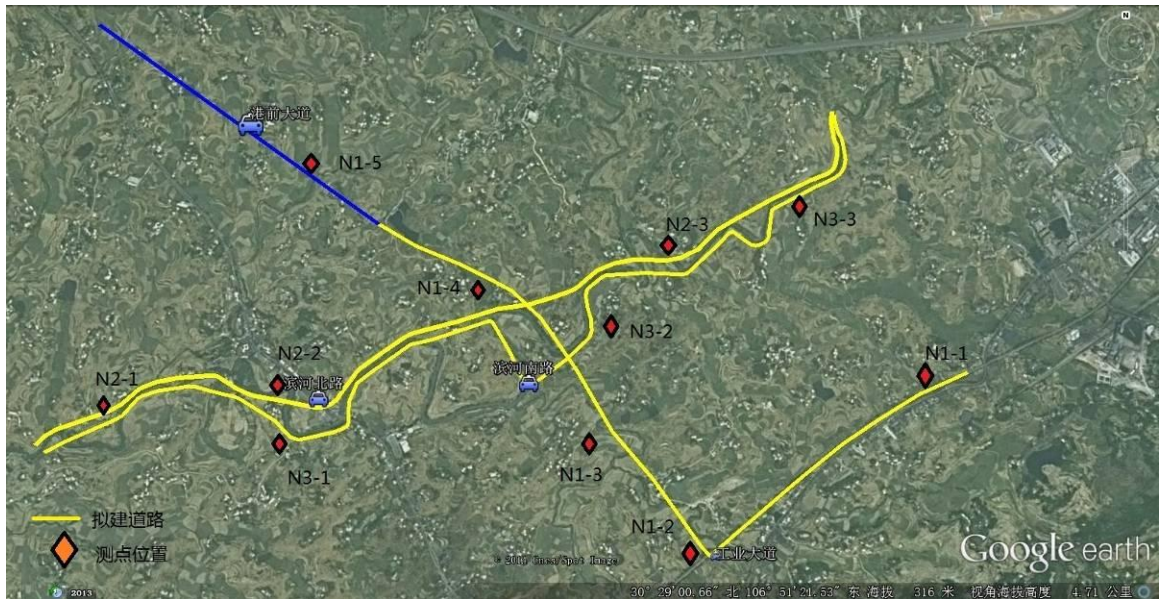 N
港前大道
N1-5
N3-3
N2-3
N1-4
N3-2
滨河南路
N1-1
N2-2
滨河北路
N2-1
N1-3
N3-1
拟建道路
N1-2
工业大道
测点位置
Google earth
2013
30°29'00.66"北 106°51'21.53"东 海拔 316 米 视角海拔高度 4.71 公里